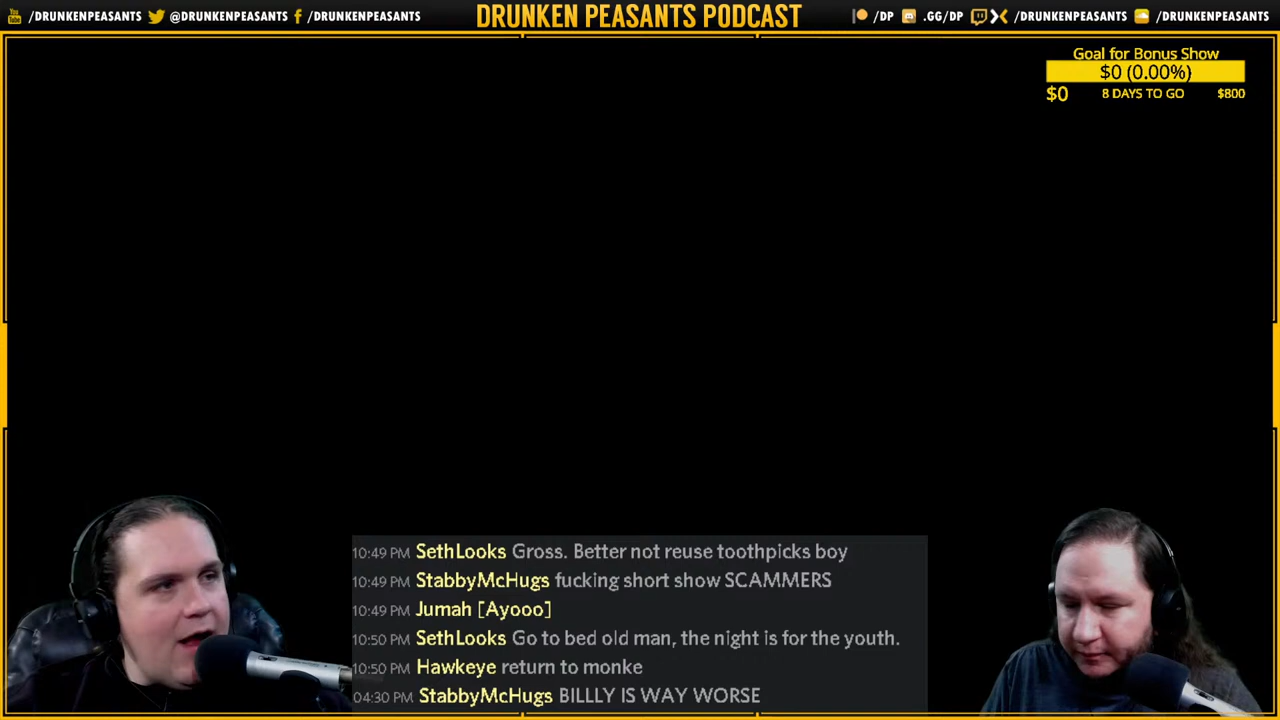 You Tube /DRUNKENPEASANTS @DRUNKENPEASANTS f /DRUNKENPEASANTS DRUNKEN PEASANTS PODCAST /DP .GG/DP /DRUNKENPEASANTS /DRUNKENPEASANTS
Goal for Bonus Show
$0 (0.00%)
$0 8 DAYS TO GO $800
10:49 PM SethLooks Gross. Better not reuse toothpicks boy
10:49 PM StabbyMcHugs fucking short show SCAMMERS
10:49 PM Jumah [Ayooo]
10:50 PM SethLooks Go to bed old man, the night is for the youth.
10:50 PM Hawkeye return to monke
04:30 PM StabbyMcHugs BILLLY IS WAY WORSE